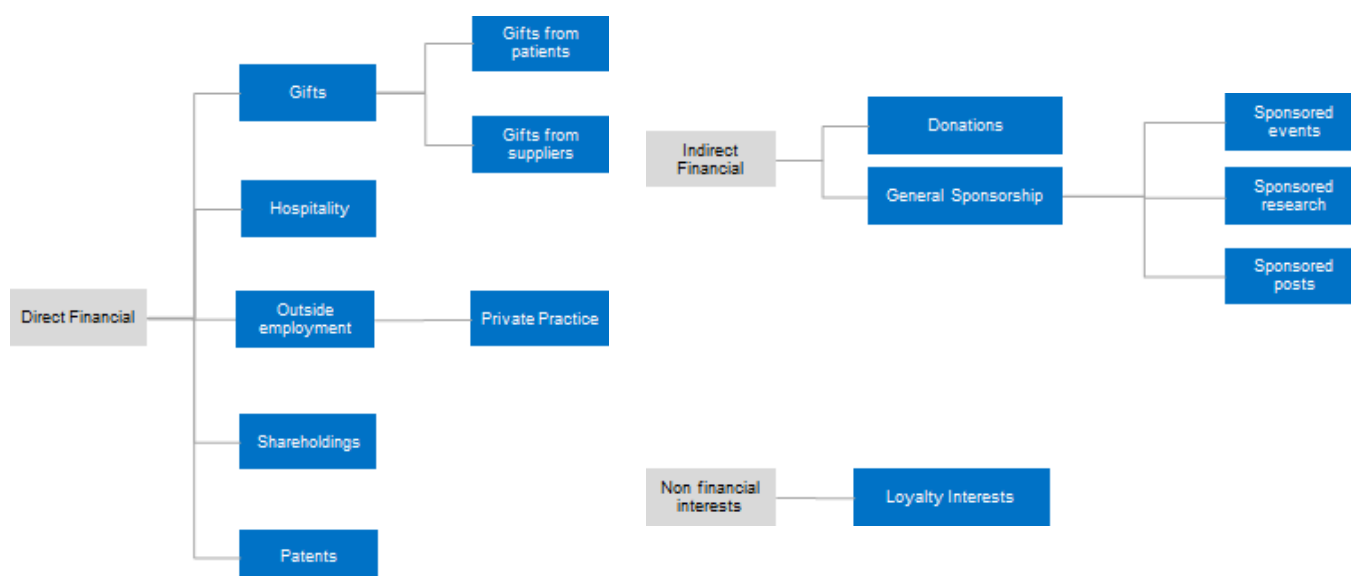 Direct Financial
Gifts
Gifts from
patients
Gifts from
suppliers
Hospitality
Outside
employment
Private Practice
Shareholdings
Patents
Indirect
Financial
Donations
General Sponsorship
Sponsored
events
Sponsored
research
Sponsored
posts
Non financial
interests
Loyalty Interests